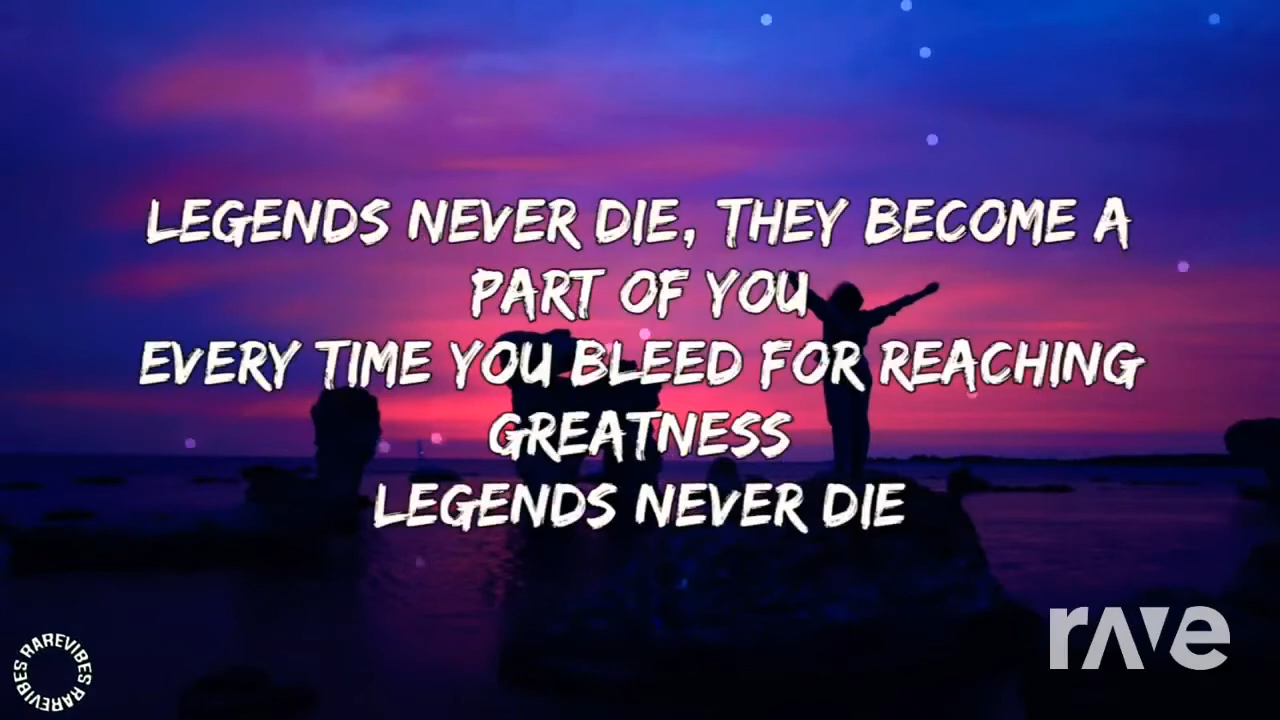 LEGENDS NEVER DIE, THEY BECOME A
PART OF YOU
EVERY TIME YOU BLEED FOR REACHING
GREATNESS
LEGENDS NEVER DIE
RAREVIBES RAREVIBES
rave